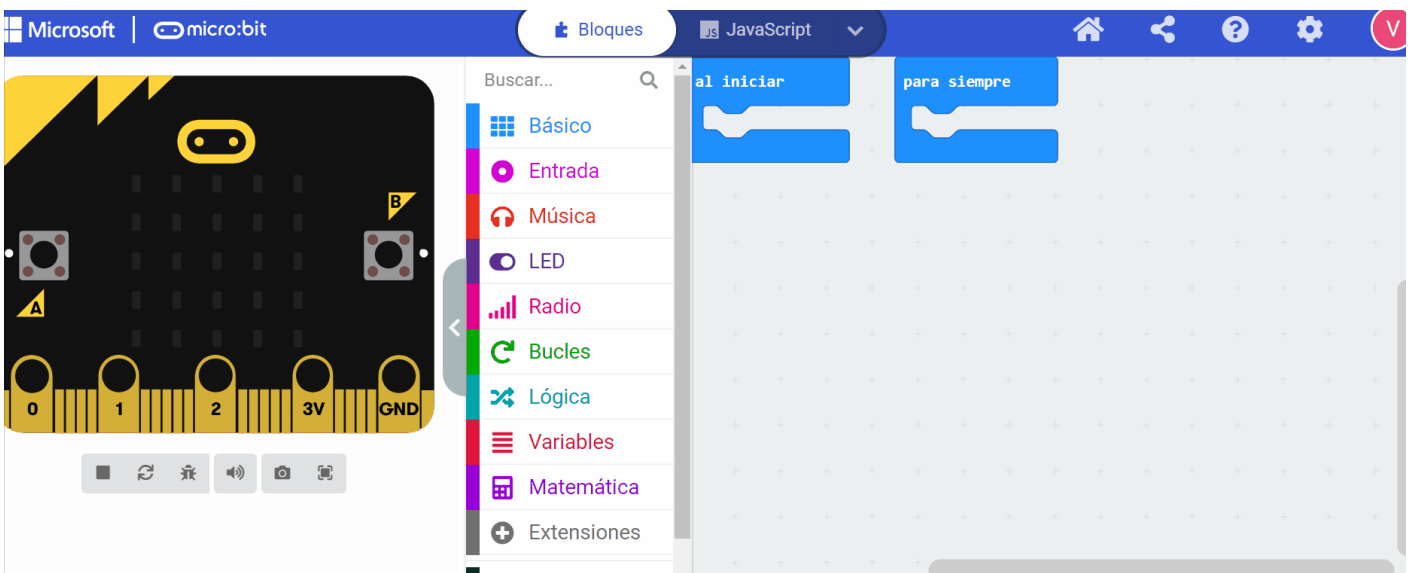 Microsoft micro:bit Bloques JS JavaScript V
Buscar...
al iniciar
para siempre
Básico
Entrada
Música
LED
Radio
Bucles
Lógica
Variables
Matemática
Extensiones
B
A
0 1 2 3V GND